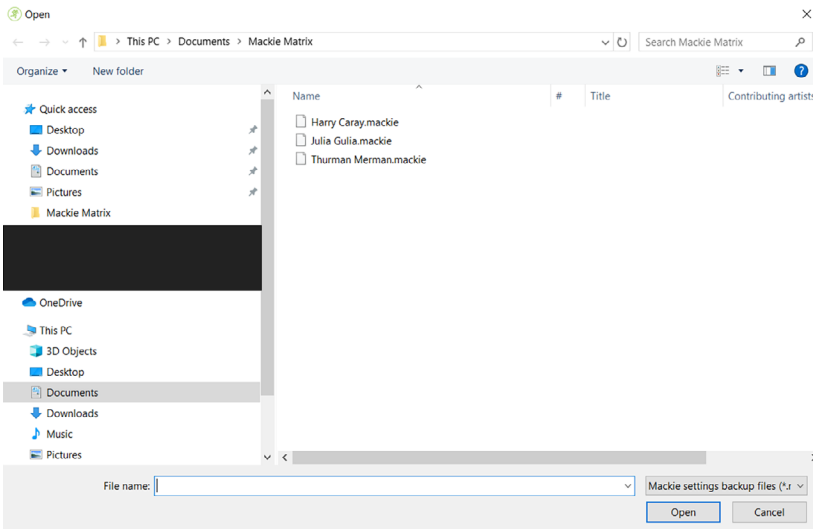 Open
This PC > Documents > Mackie Matrix
Search Mackie Matrix
Organize
New folder
?
Quick access
Desktop
Downloads
Documents
Pictures
Mackie Matrix
OneDrive
This PC
3D Objects
Desktop
Documents
Downloads
Music
Pictures
Name # Title Contributing artists
Harry Caray.mackie
Julia Gulia.mackie
Thurman Merman.mackie
File name:
Mackie settings backup files (*.r
Open Cancel